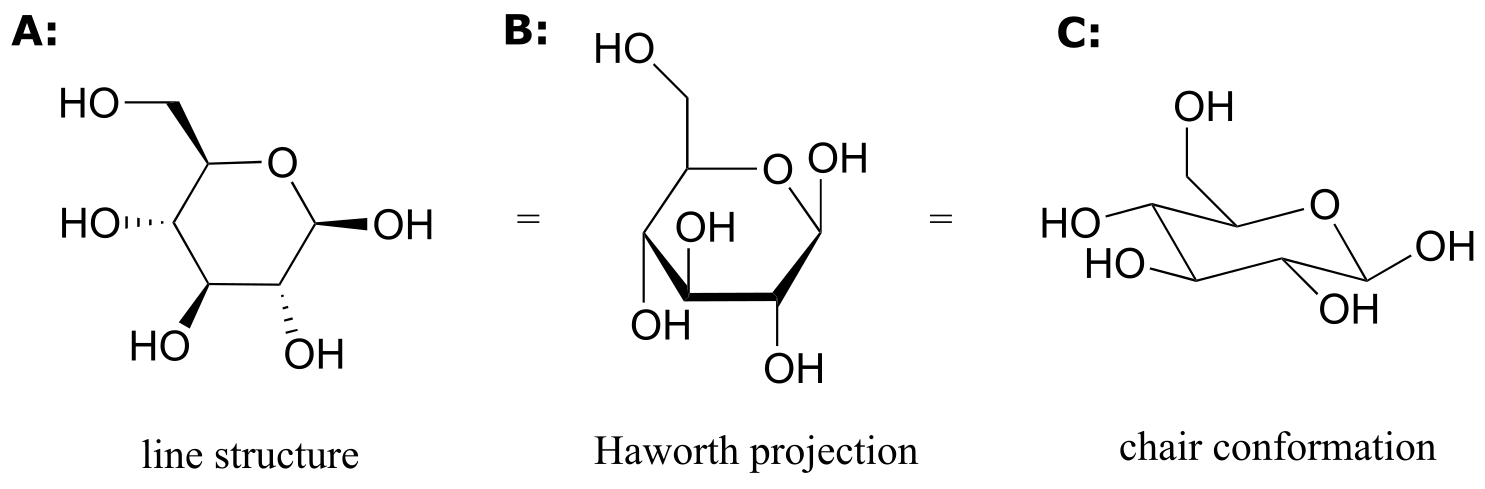 A:
B:
C:
HO
O
HO
OH
HO
OH
=
HO
O
OH
OH
OH
OH
=
OH
O
HO
HO
OH
OH
line structure
Haworth projection
chair conformation